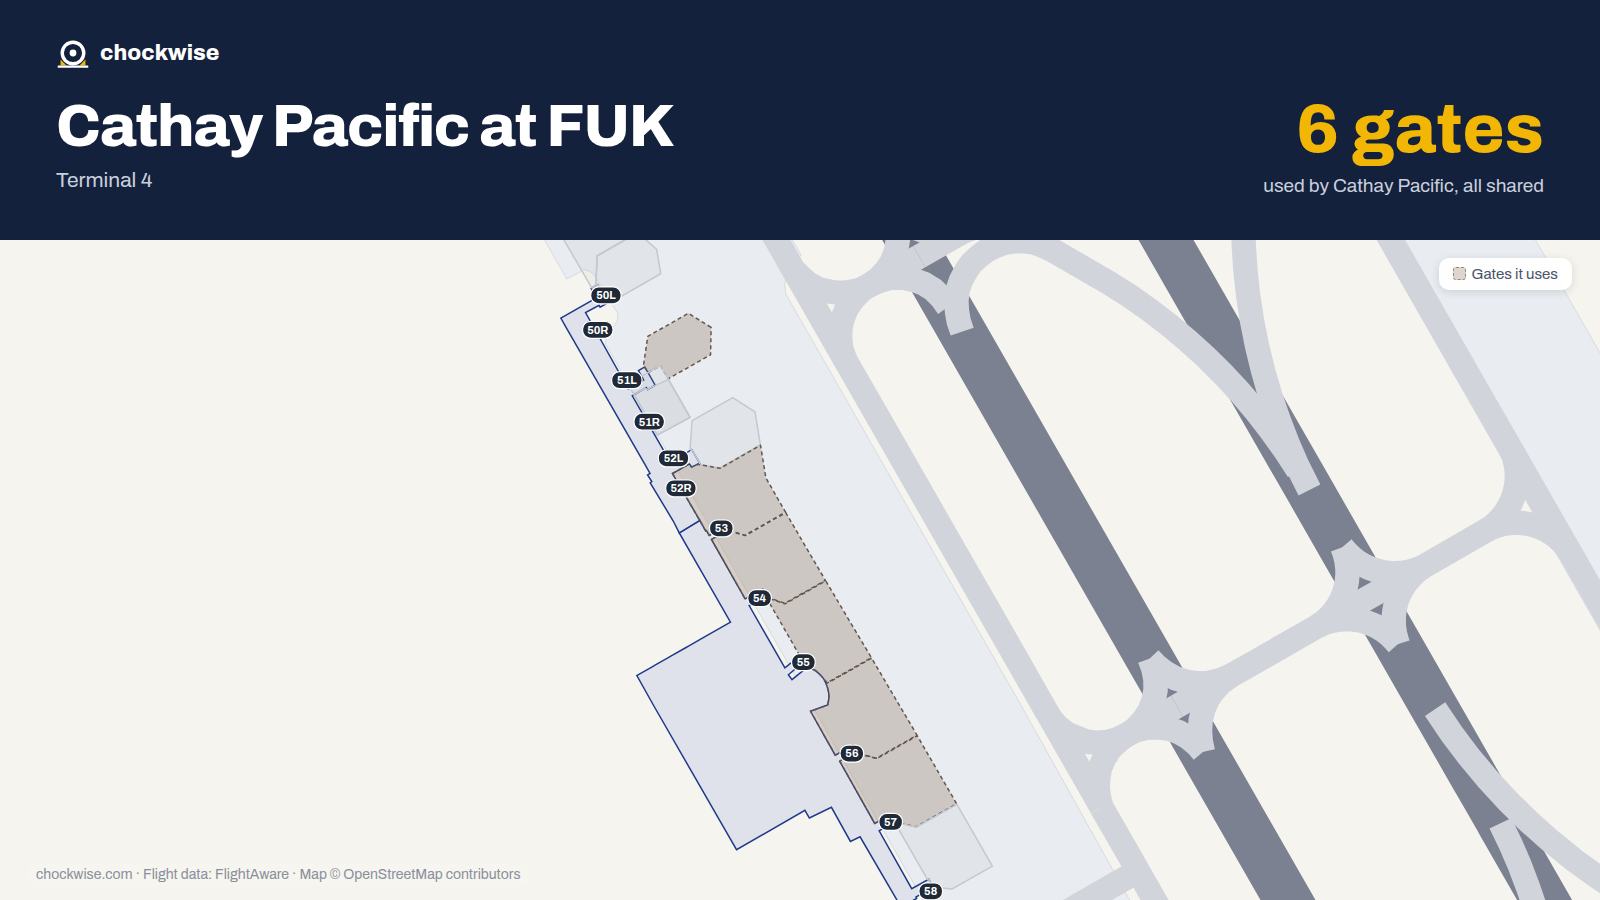 chockwise
Cathay Pacific at FUK
Terminal 4
6 gates
used by Cathay Pacific, all shared
Gates it uses
50L
50R
51L
51R
52L
52R
53
54
55
56
57
58
chockwise.com · Flight data: FlightAware · Map © OpenStreetMap contributors